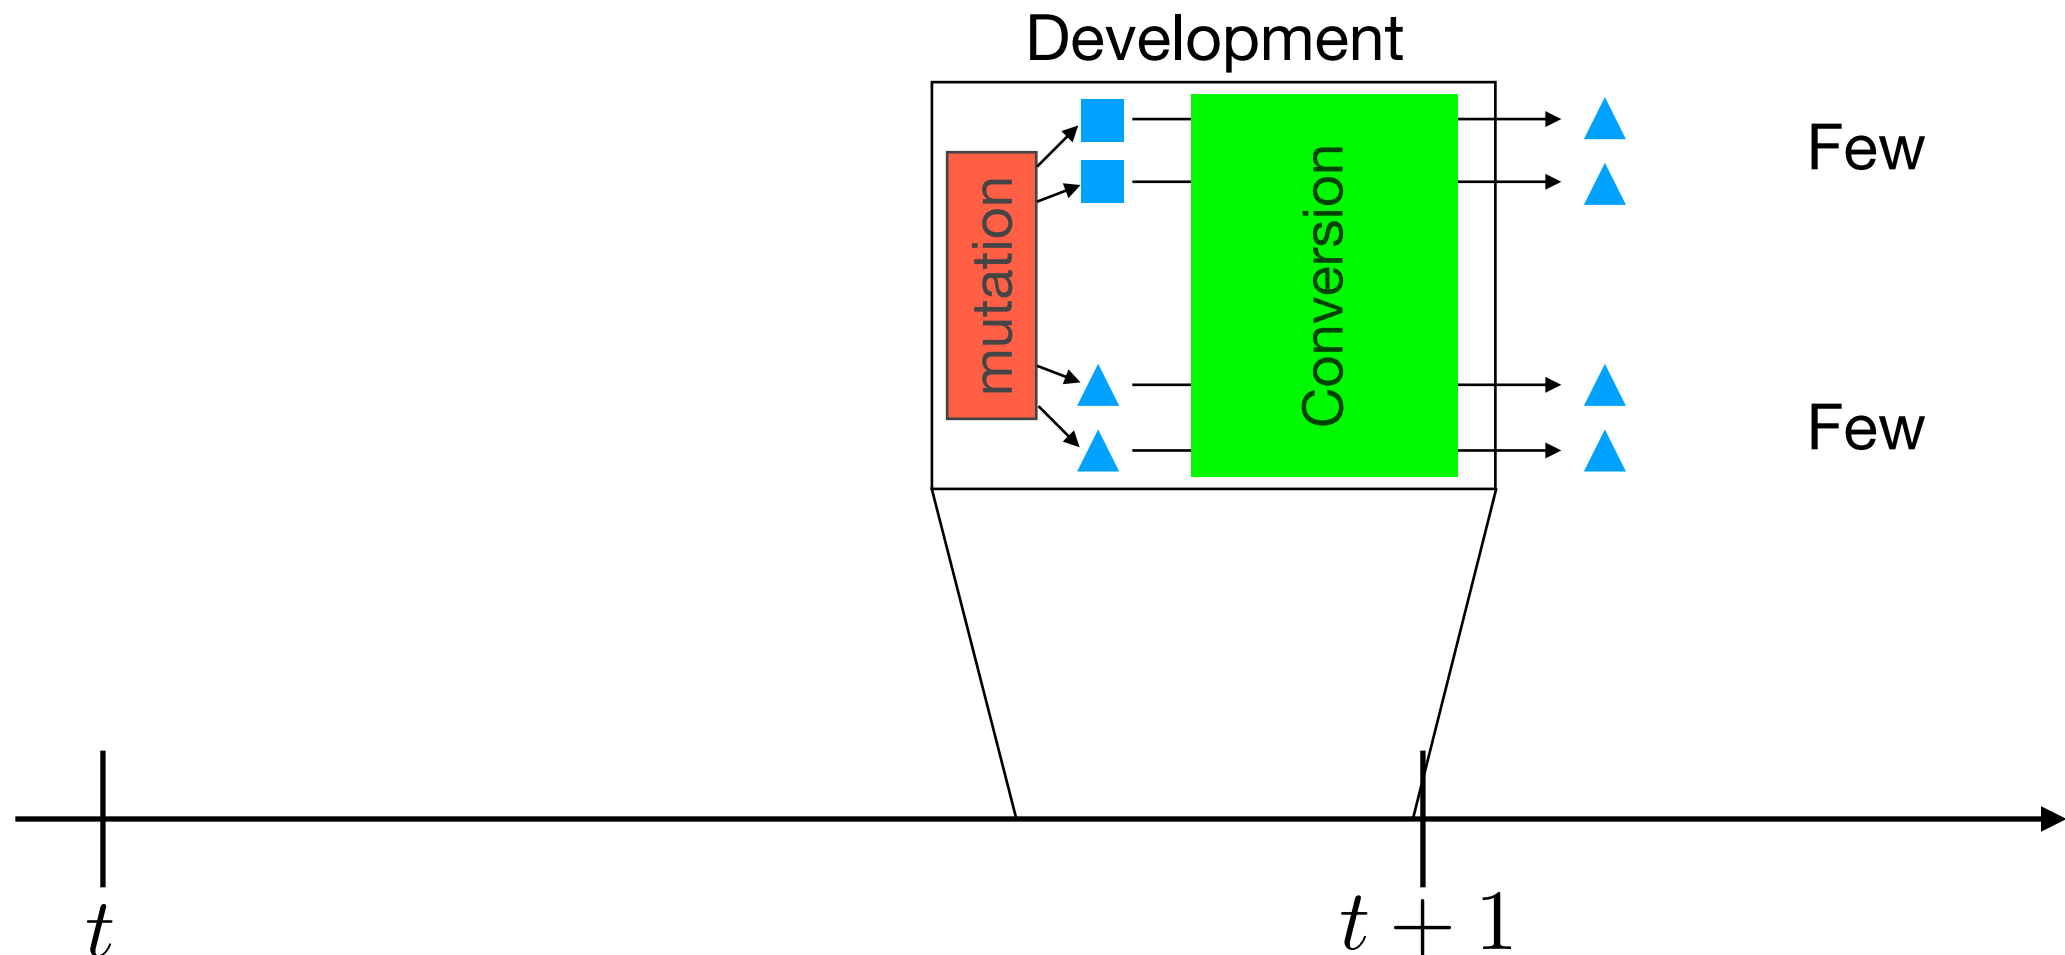 Development
mutation
Conversion
Few
Few
t
t + 1